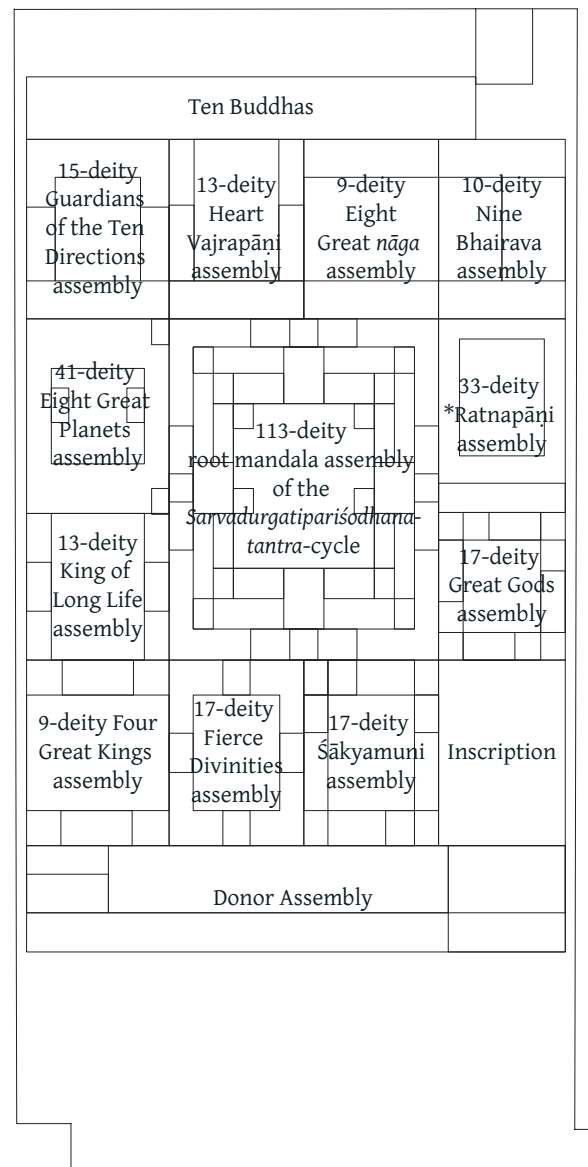 Ten Buddhas
15-deity
Guardians
of the Ten
Directions
assembly
13-deity
Heart
Vajrapāṇi
assembly
9-deity
Eight
Great nāga
assembly
10-deity
Nine
Bhairava
assembly
41-deity
Eight Great
Planets
assembly
113-deity
root mandala assembly
of the
Sarvadurgatipariśodhana-
tantra-cycle
33-deity
*Ratnapāṇi
assembly
13-deity
King of
Long Life
assembly
17-deity
Great Gods
assembly
9-deity Four
Great Kings
assembly
17-deity
Fierce
Divinities
assembly
17-deity
Śākyamuni
assembly
Inscription
Donor Assembly